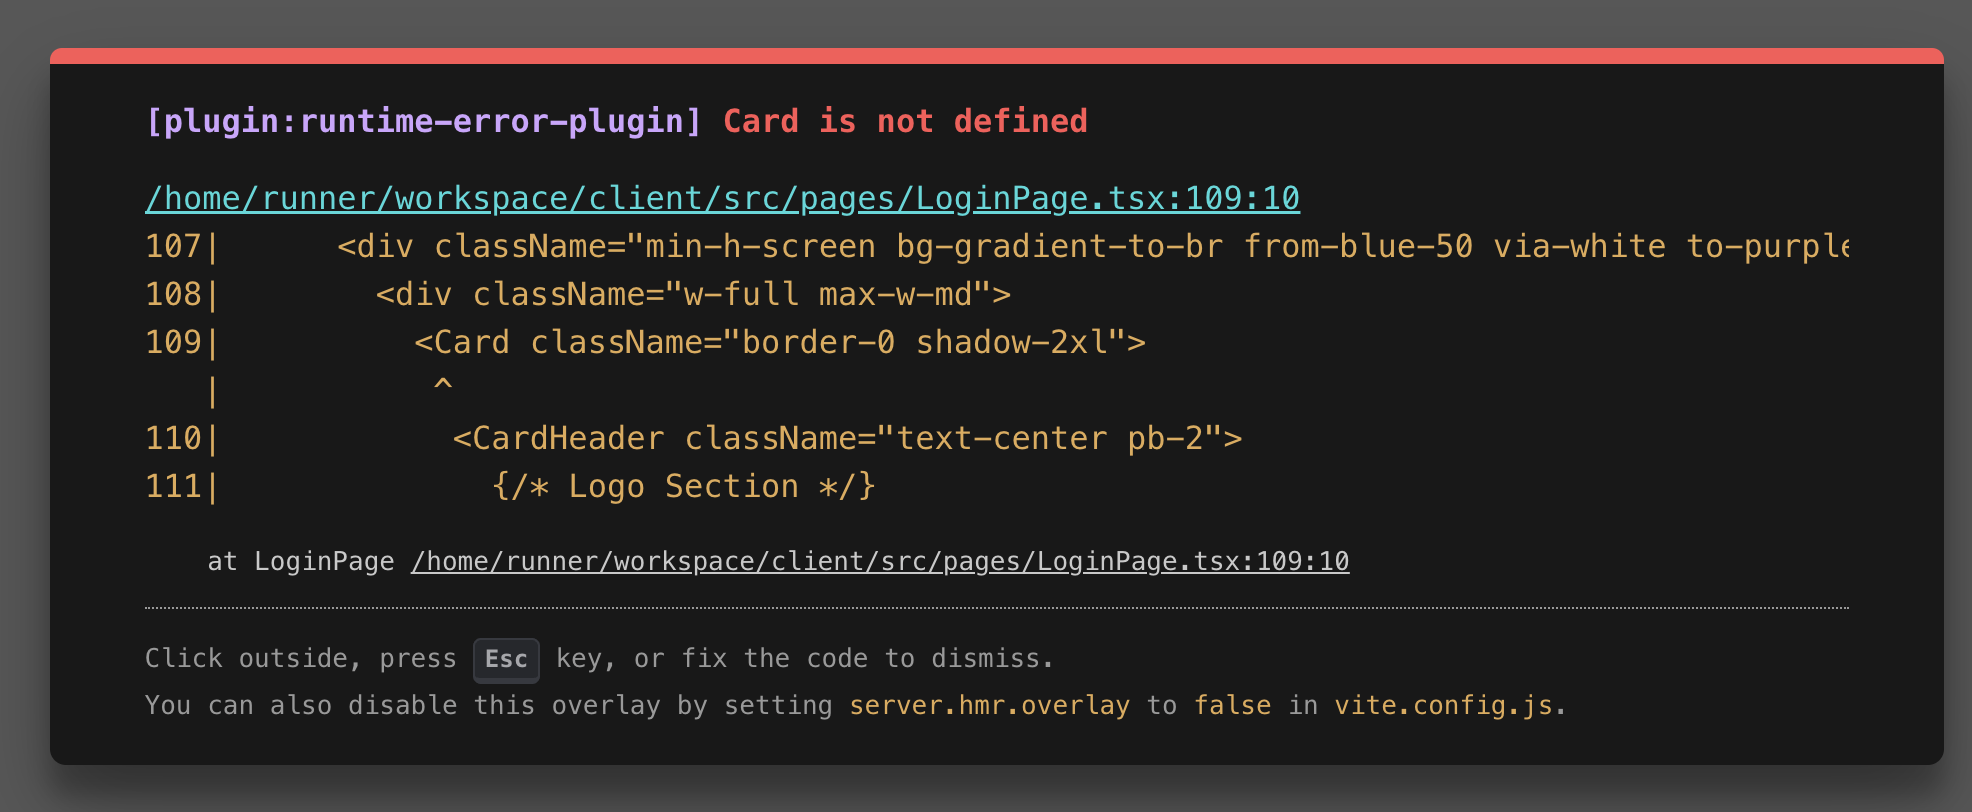 [plugin:runtime-error-plugin] Card is not defined
/home/runner/workspace/client/src/pages/LoginPage.tsx:109:10
107|      <div className="min-h-screen bg-gradient-to-br from-blue-50 via-white to-purple
108|        <div className="w-full max-w-md">
109|          <Card className="border-0 shadow-2xl">
   |           ^
110|            <CardHeader className="text-center pb-2">
111|              {/* Logo Section */}
    at LoginPage /home/runner/workspace/client/src/pages/LoginPage.tsx:109:10
Click outside, press Esc key, or fix the code to dismiss.
You can also disable this overlay by setting server.hmr.overlay to false in vite.config.js.